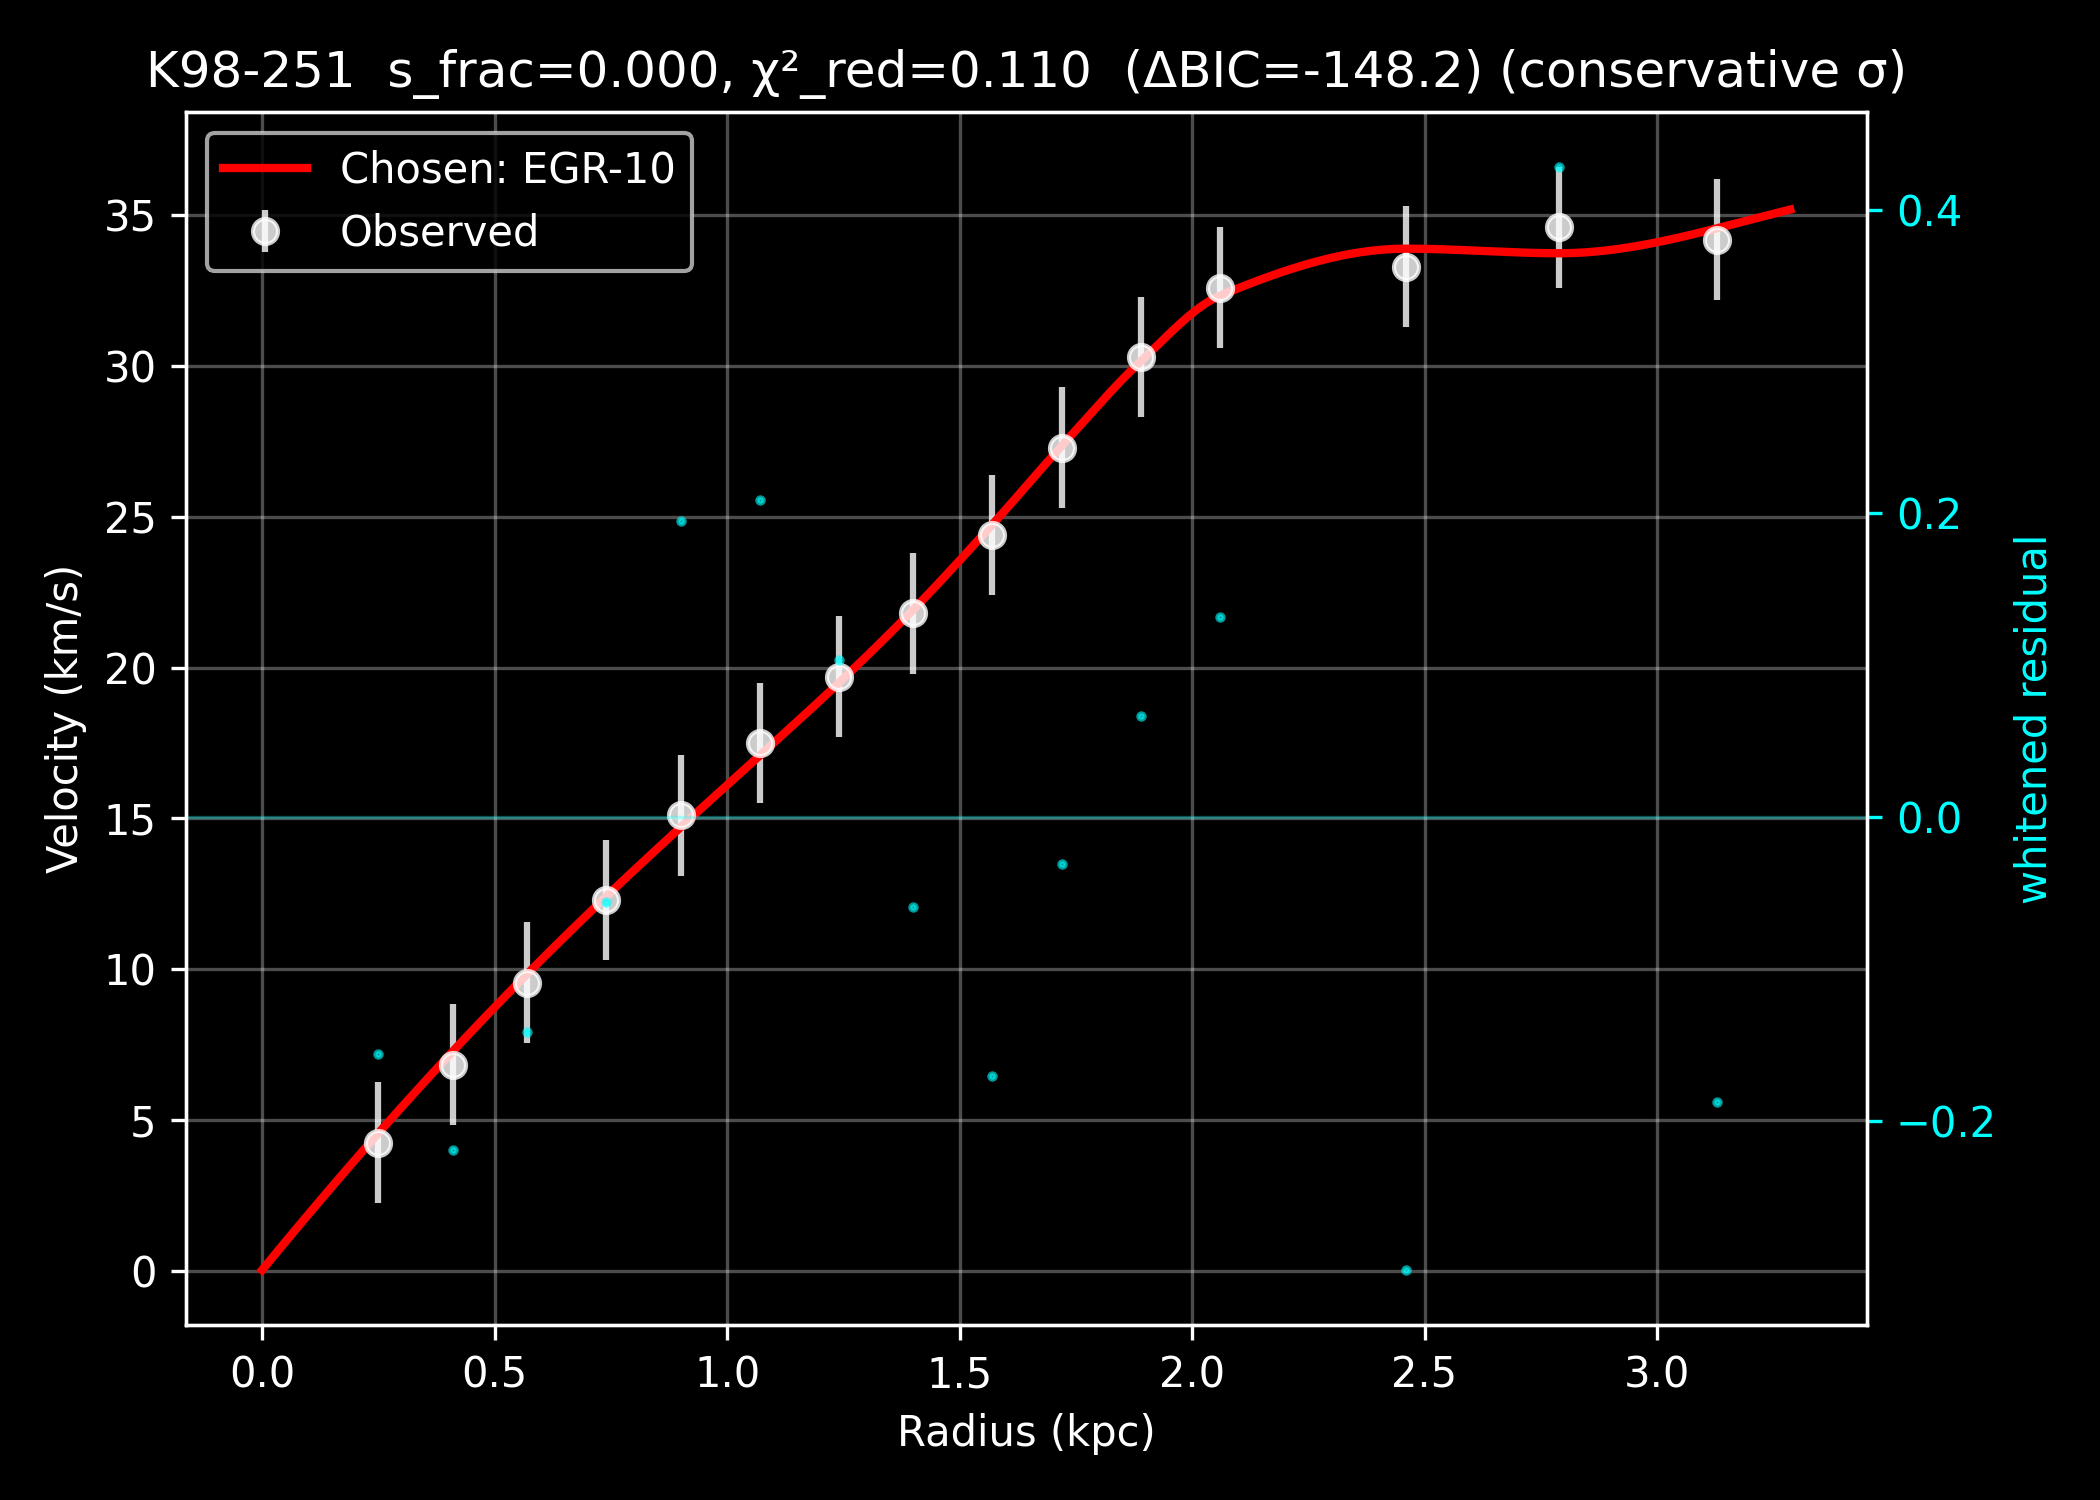 K98-251 s_frac=0.000, χ²_red=0.110 (ΔBIC=-148.2) (conservative σ)
Chosen: EGR-10
Observed
35
30
25
20
15
10
5
0
Velocity (km/s)
0.4
0.2
0.0
−0.2
whitened residual
0.0 0.5 1.0 1.5 2.0 2.5 3.0
Radius (kpc)